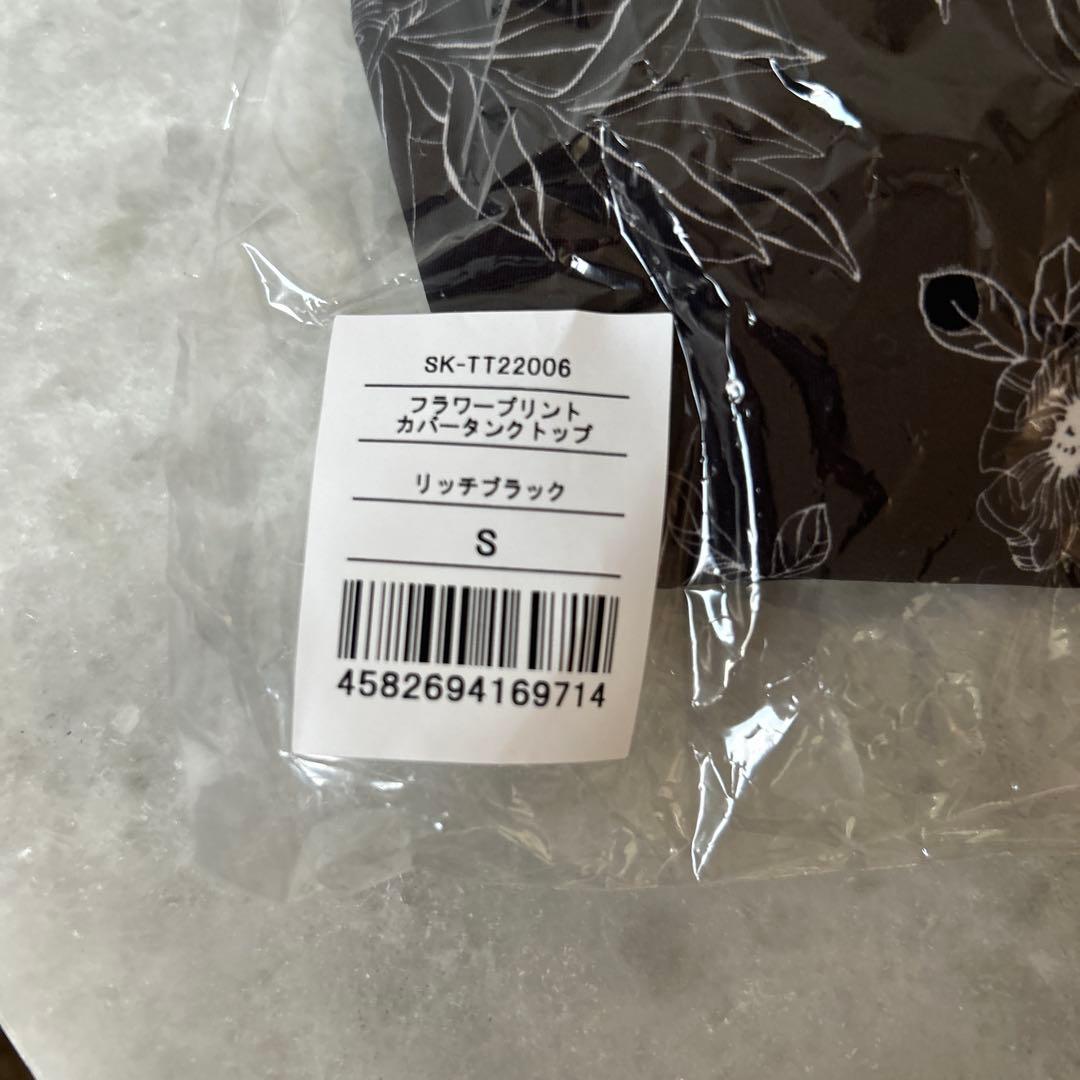 SK-TT22006
フラワープリント
カバータンクトップ
リッチブラック
S
4582694169714